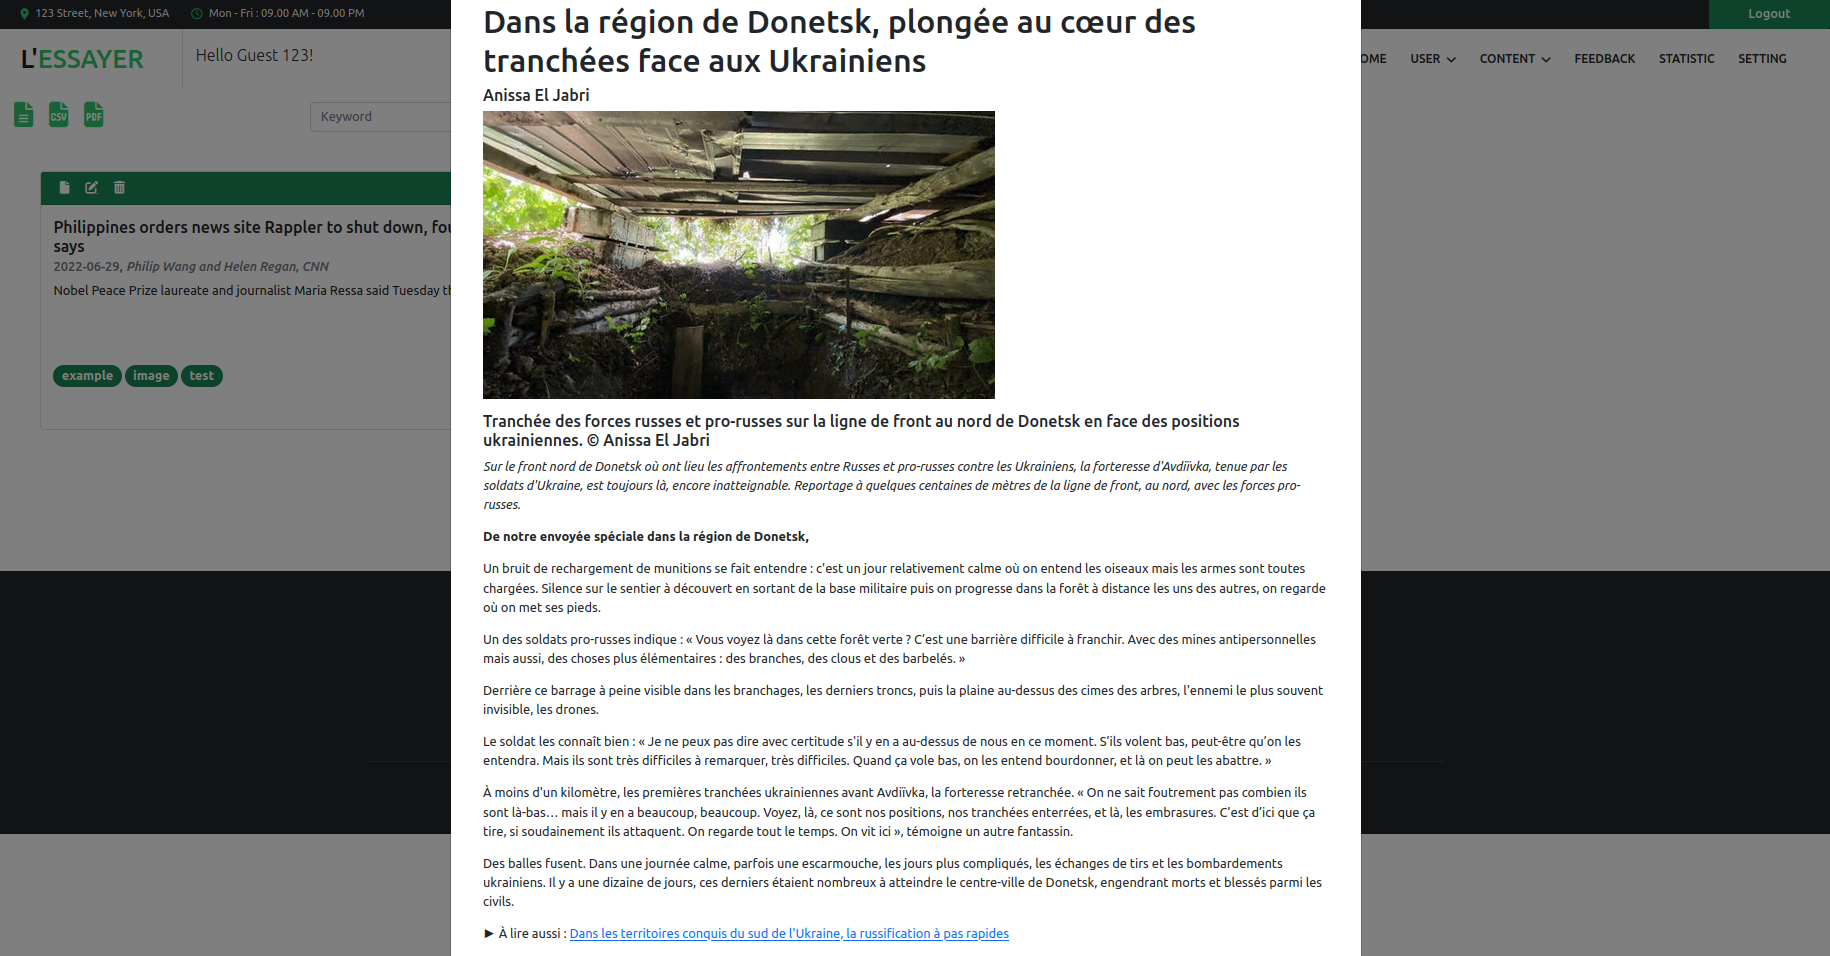 123 Street, New York, USA
Mon - Fri : 09.00 AM - 09.00 PM
Logout
L'ESSAYER
Hello Guest 123!
OME
USER
CONTENT
FEEDBACK
STATISTIC
SETTING
CSV
PDF
Keyword
Philippines orders news site Rappler to shut down, fou
says
2022-06-29, Philip Wang and Helen Regan, CNN
Nobel Peace Prize laureate and journalist Maria Ressa said Tuesday th
example
image
test
Dans la région de Donetsk, plongée au cœur des
tranchées face aux Ukrainiens
Anissa El Jabri
Tranchée des forces russes et pro-russes sur la ligne de front au nord de Donetsk en face des positions
ukrainiennes. © Anissa El Jabri
Sur le front nord de Donetsk où ont lieu les affrontements entre Russes et pro-russes contre les Ukrainiens, la forteresse d'Avdiïvka, tenue par les
soldats d'Ukraine, est toujours là, encore inatteignable. Reportage à quelques centaines de mètres de la ligne de front, au nord, avec les forces pro-
russes.
De notre envoyée spéciale dans la région de Donetsk,
Un bruit de rechargement de munitions se fait entendre : c'est un jour relativement calme où on entend les oiseaux mais les armes sont toutes
chargées. Silence sur le sentier à découvert en sortant de la base militaire puis on progresse dans la forêt à distance les uns des autres, on regarde
où on met ses pieds.
Un des soldats pro-russes indique : « Vous voyez là dans cette forêt verte ? C’est une barrière difficile à franchir. Avec des mines antipersonnelles
mais aussi, des choses plus élémentaires : des branches, des clous et des barbelés. »
Derrière ce barrage à peine visible dans les branchages, les derniers troncs, puis la plaine au-dessus des cimes des arbres, l'ennemi le plus souvent
invisible, les drones.
Le soldat les connaît bien : « Je ne peux pas dire avec certitude s'il y en a au-dessus de nous en ce moment. S’ils volent bas, peut-être qu’on les
entendra. Mais ils sont très difficiles à remarquer, très difficiles. Quand ça vole bas, on les entend bourdonner, et là on peut les abattre. »
À moins d'un kilomètre, les premières tranchées ukrainiennes avant Avdiïvka, la forteresse retranchée. « On ne sait foutrement pas combien ils
sont là-bas… mais il y en a beaucoup, beaucoup. Voyez, là, ce sont nos positions, nos tranchées enterrées, et là, les embrasures. C’est d’ici que ça
tire, si soudainement ils attaquent. On regarde tout le temps. On vit ici », témoigne un autre fantassin.
Des balles fusent. Dans une journée calme, parfois une escarmouche, les jours plus compliqués, les échanges de tirs et les bombardements
ukrainiens. Il y a une dizaine de jours, ces derniers étaient nombreux à atteindre le centre-ville de Donetsk, engendrant morts et blessés parmi les
civils.
► À lire aussi : Dans les territoires conquis du sud de l'Ukraine, la russification à pas rapides